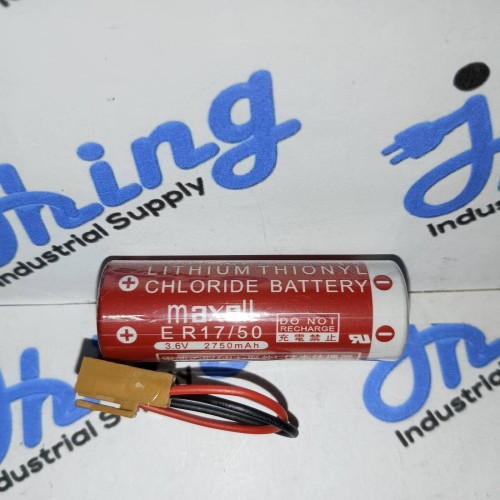 Jhing
Industrial Supply
J
Indust
LITHIUM THIONYL
CHLORIDE BATTERY
maxell
ER17/50
3.6V 2750mAh
DO NOT
RECHARGE
充電禁止
Industrial Supply
Industrial